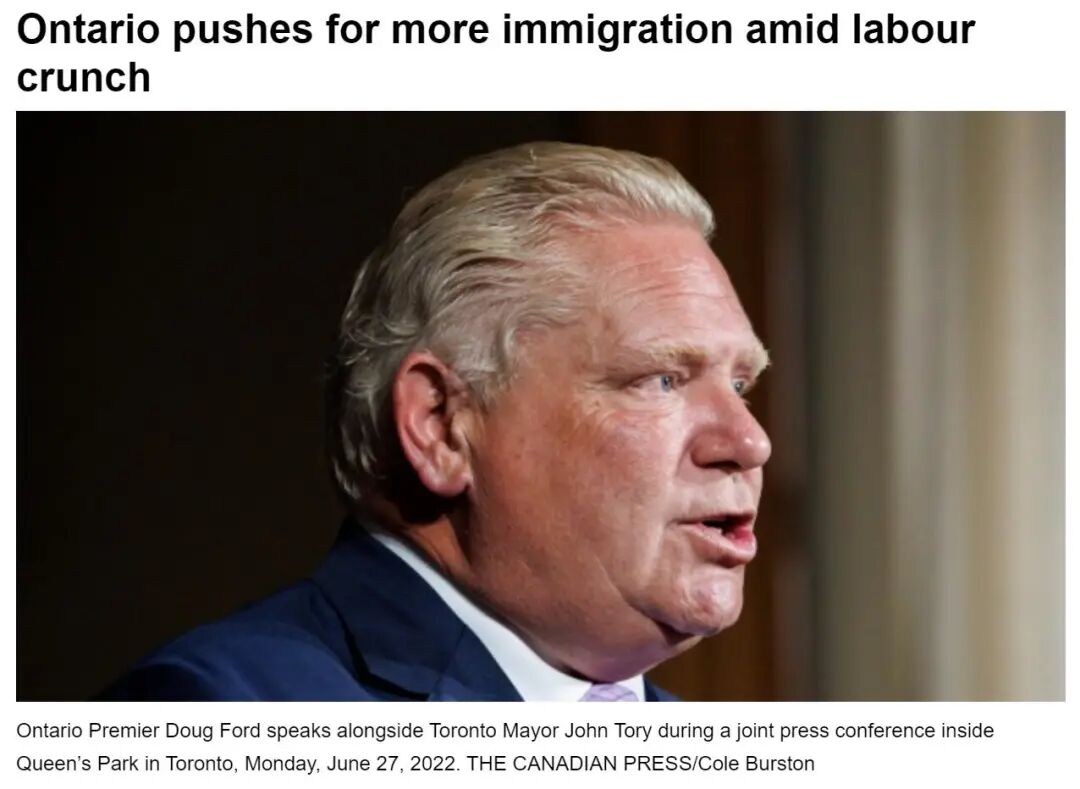 Ontario pushes for more immigration amid labour
crunch
Ontario Premier Doug Ford speaks alongside Toronto Mayor John Tory during a joint press conference inside
Queen’s Park in Toronto, Monday, June 27, 2022. THE CANADIAN PRESS/Cole Burston